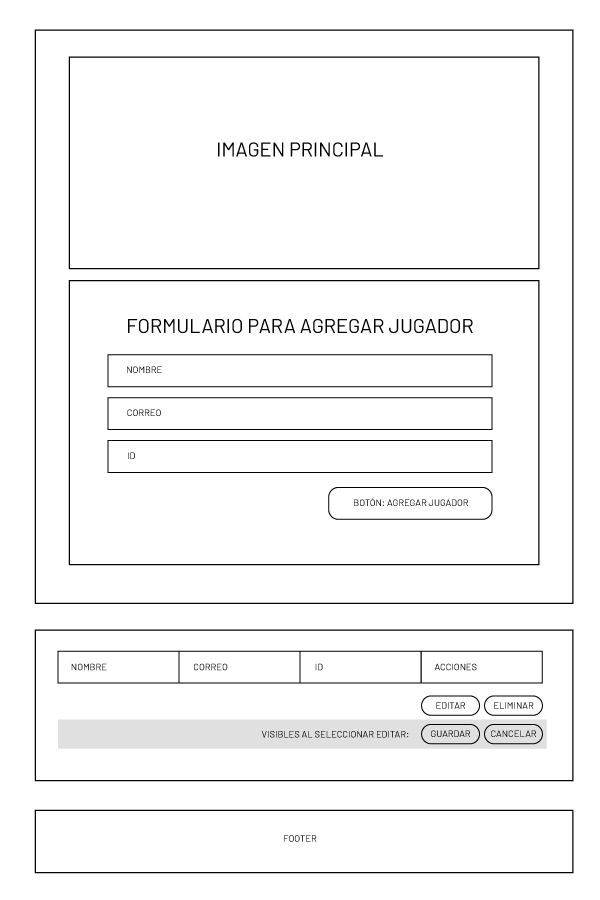 IMAGEN PRINCIPAL
FORMULARIO PARA AGREGAR JUGADOR
NOMBRE
CORREO
ID
BOTÓN: AGREGAR JUGADOR
NOMBRE CORREO ID ACCIONES
EDITAR ELIMINAR
VISIBLES AL SELECCIONAR EDITAR: GUARDAR CANCELAR
FOOTER